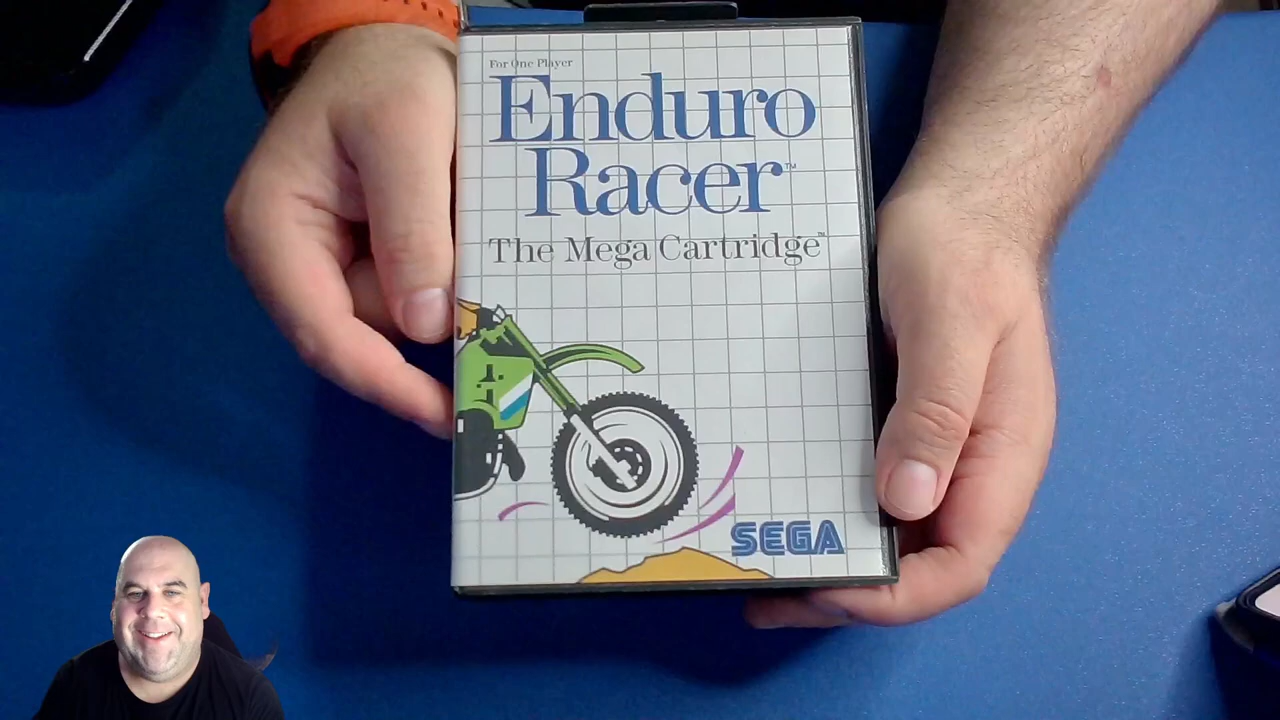 For One Player
Enduro
Racer™
The Mega Cartridge™
SEGA